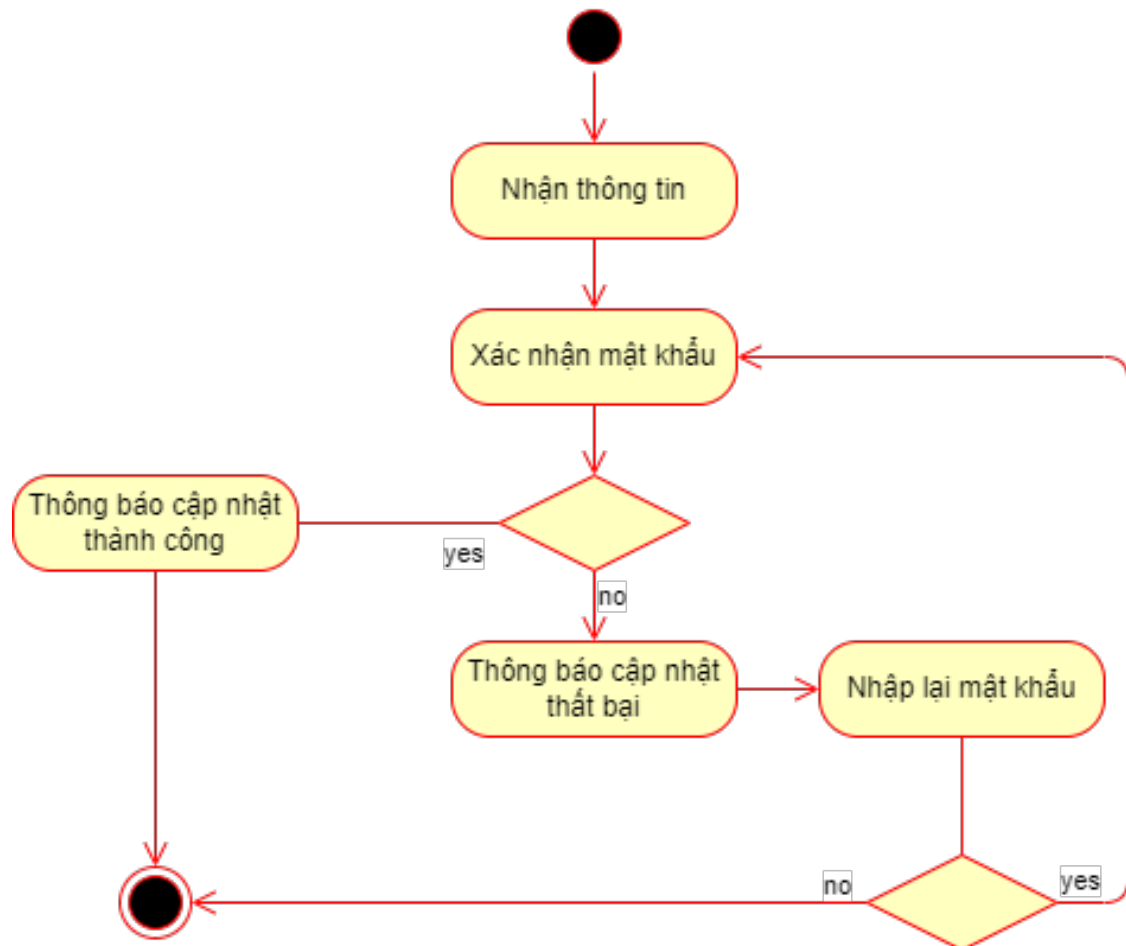 Nhận thông tin
Xác nhận mật khẩu
Thông báo cập nhật
thành công
yes
no
Thông báo cập nhật
thất bại
Nhập lại mật khẩu
no
yes